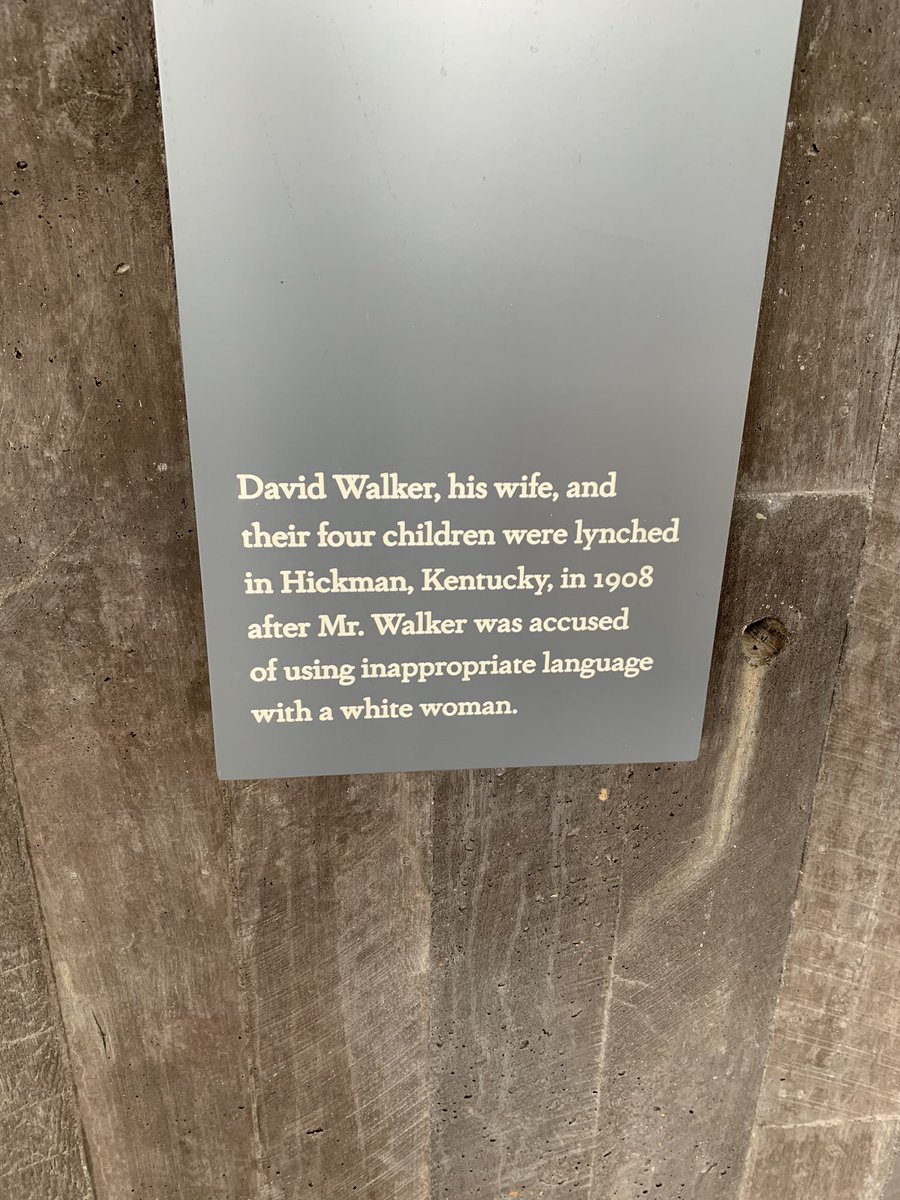 David Walker, his wife, and
their four children were lynched
in Hickman, Kentucky, in 1908
after Mr. Walker was accused
of using inappropriate language
with a white woman.